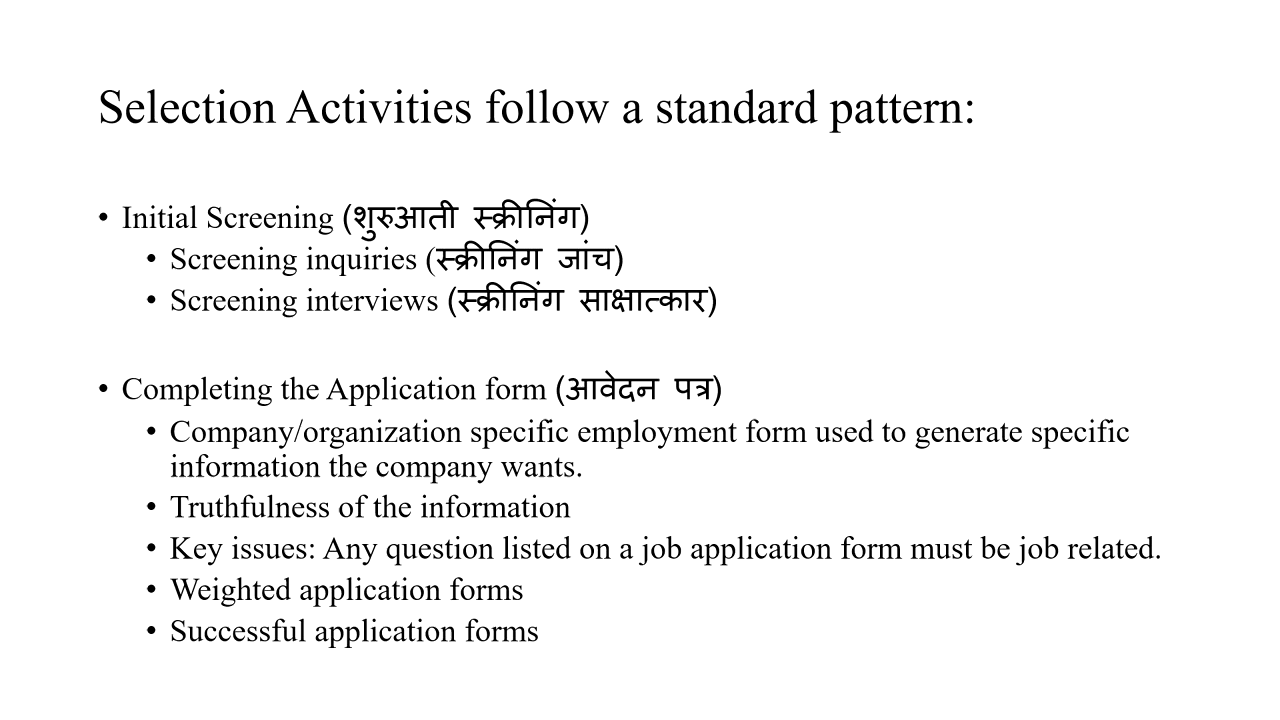 Selection Activities follow a standard pattern:
• Initial Screening (शुरुआती स्क्रीनिंग)
• Screening inquiries (स्क्रीनिंग जांच)
• Screening interviews (स्क्रीनिंग साक्षात्कार)
• Completing the Application form (आवेदन पत्र)
• Company/organization specific employment form used to generate specific
information the company wants.
• Truthfulness of the information
• Key issues: Any question listed on a job application form must be job related.
• Weighted application forms
• Successful application forms